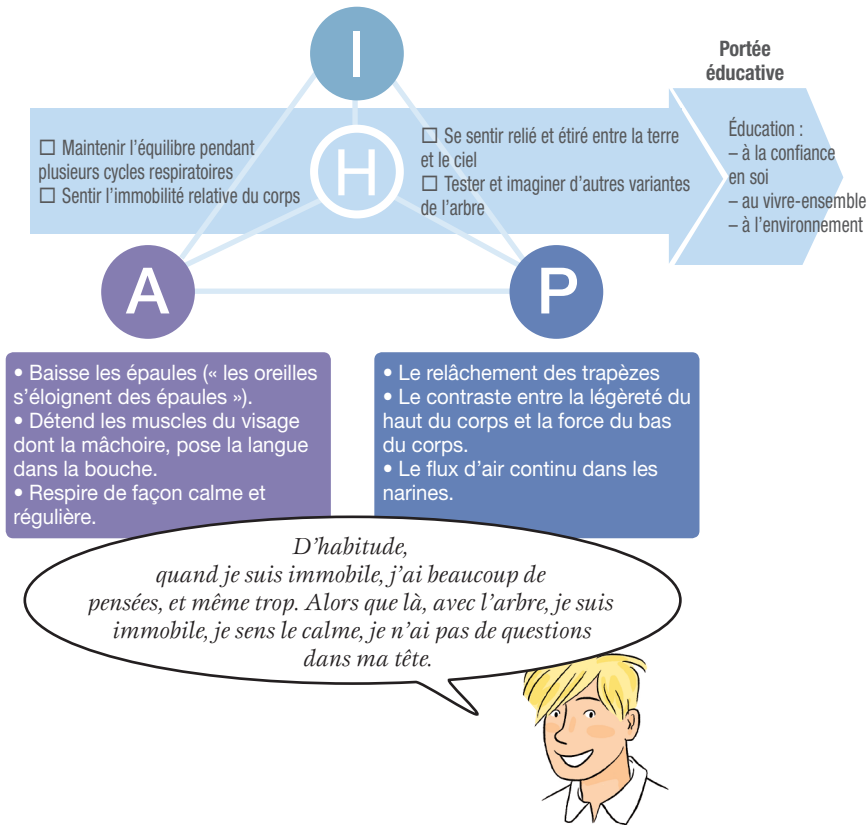 I
Portée
éducative
☐ Maintenir l'équilibre pendant
plusieurs cycles respiratoires
☐ Sentir l'immobilité relative du corps
H
☐ Se sentir relié et étiré entre la terre
et le ciel
☐ Tester et imaginer d'autres variantes
de l'arbre
Éducation :
– à la confiance
en soi
– au vivre-ensemble
– à l'environnement
A
P
• Baisse les épaules (« les oreilles
s'éloignent des épaules »).
• Détend les muscles du visage
dont la mâchoire, pose la langue
dans la bouche.
• Respire de façon calme et
régulière.
• Le relâchement des trapèzes
• Le contraste entre la légèreté du
haut du corps et la force du bas
du corps.
• Le flux d'air continu dans les
narines.
D'habitude,
quand je suis immobile, j'ai beaucoup de
pensées, et même trop. Alors que là, avec l'arbre, je suis
immobile, je sens le calme, je n'ai pas de questions
dans ma tête.